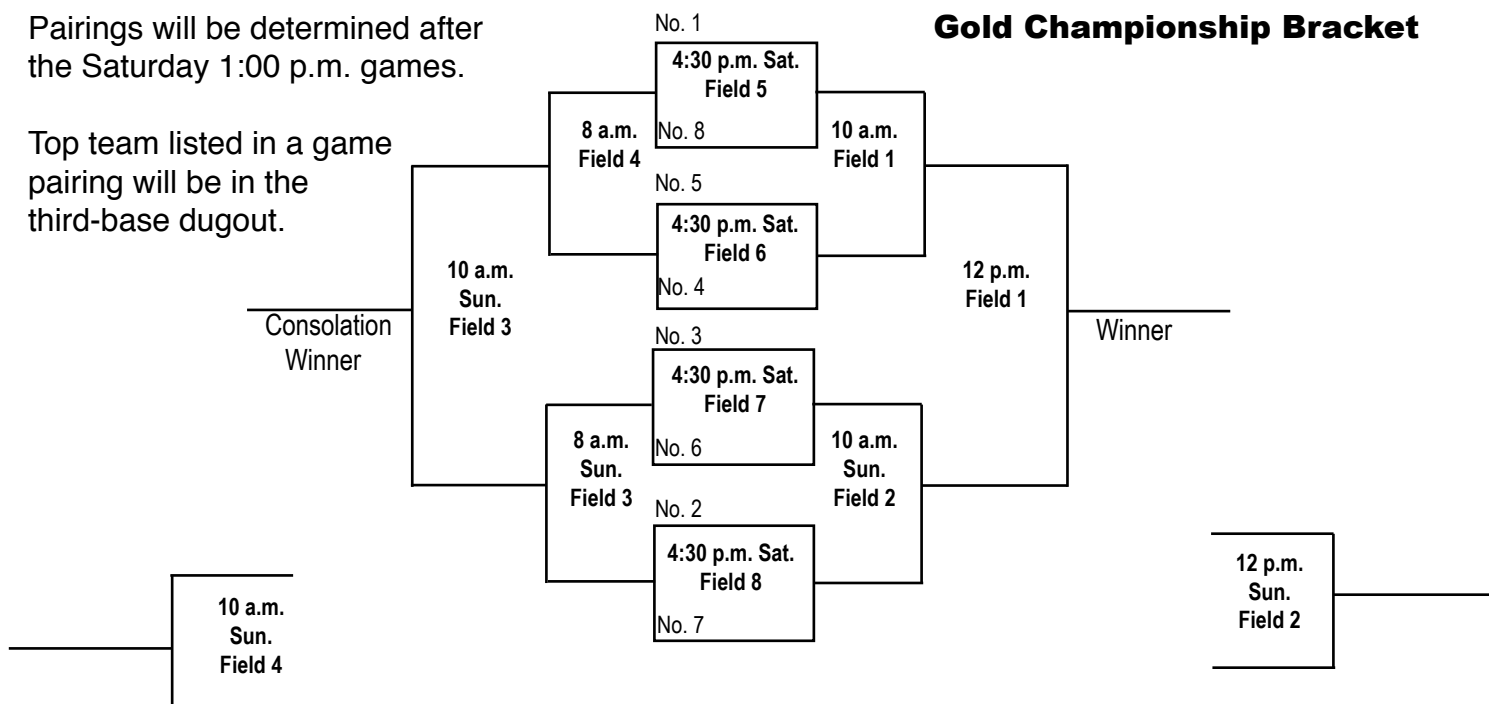 Pairings will be determined after
the Saturday 1:00 p.m. games.
Top team listed in a game
pairing will be in the
third-base dugout.
Gold Championship Bracket
No. 1
4:30 p.m. Sat.
Field 5
No. 8
8 a.m.
Field 4
10 a.m.
Field 1
No. 5
4:30 p.m. Sat.
Field 6
No. 4
10 a.m.
Sun.
Field 3
12 p.m.
Field 1
Consolation
Winner
Winner
No. 3
4:30 p.m. Sat.
Field 7
No. 6
8 a.m.
Sun.
Field 3
10 a.m.
Sun.
Field 2
No. 2
4:30 p.m. Sat.
Field 8
No. 7
10 a.m.
Sun.
Field 4
12 p.m.
Sun.
Field 2